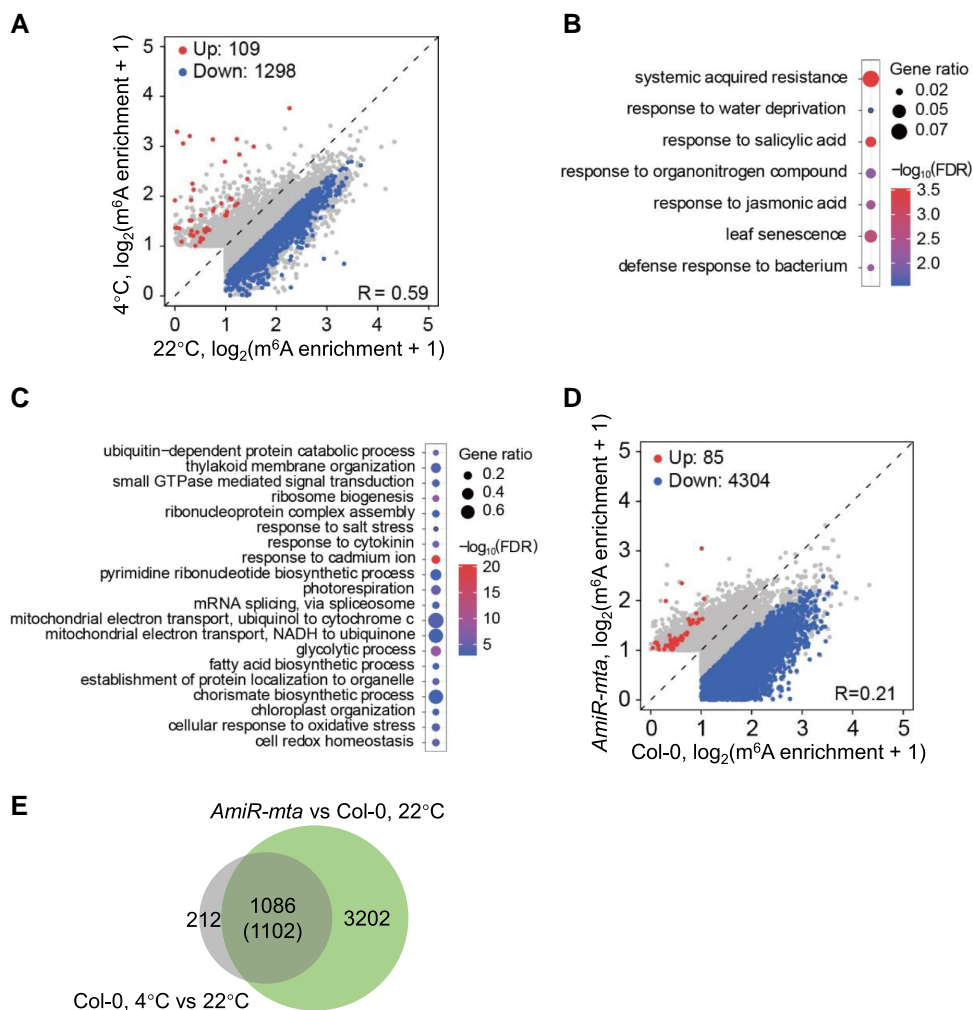 A
Up: 109
Down: 1298
5
4
3
2
1
0
0 1 2 3 4 5
R = 0.59
4°C, log₂(m⁶A enrichment + 1)
22°C, log₂(m⁶A enrichment + 1)
B
systemic acquired resistance
response to water deprivation
response to salicylic acid
response to organonitrogen compound
response to jasmonic acid
leaf senescence
defense response to bacterium
Gene ratio
0.02
0.05
0.07
−log₁₀(FDR)
3.5
3.0
2.5
2.0
C
ubiquitin−dependent protein catabolic process
thylakoid membrane organization
small GTPase mediated signal transduction
ribosome biogenesis
ribonucleoprotein complex assembly
response to salt stress
response to cytokinin
response to cadmium ion
pyrimidine ribonucleotide biosynthetic process
photorespiration
mRNA splicing, via spliceosome
mitochondrial electron transport, ubiquinol to cytochrome c
mitochondrial electron transport, NADH to ubiquinone
glycolytic process
fatty acid biosynthetic process
establishment of protein localization to organelle
chorismate biosynthetic process
chloroplast organization
cellular response to oxidative stress
cell redox homeostasis
Gene ratio
0.2
0.4
0.6
−log₁₀(FDR)
20
15
10
5
D
Up: 85
Down: 4304
5
4
3
2
1
0
0 1 2 3 4 5
R=0.21
AmiR-mta, log₂(m⁶A enrichment + 1)
Col-0, log₂(m⁶A enrichment + 1)
E
AmiR-mta vs Col-0, 22°C
212
1086
(1102)
3202
Col-0, 4°C vs 22°C